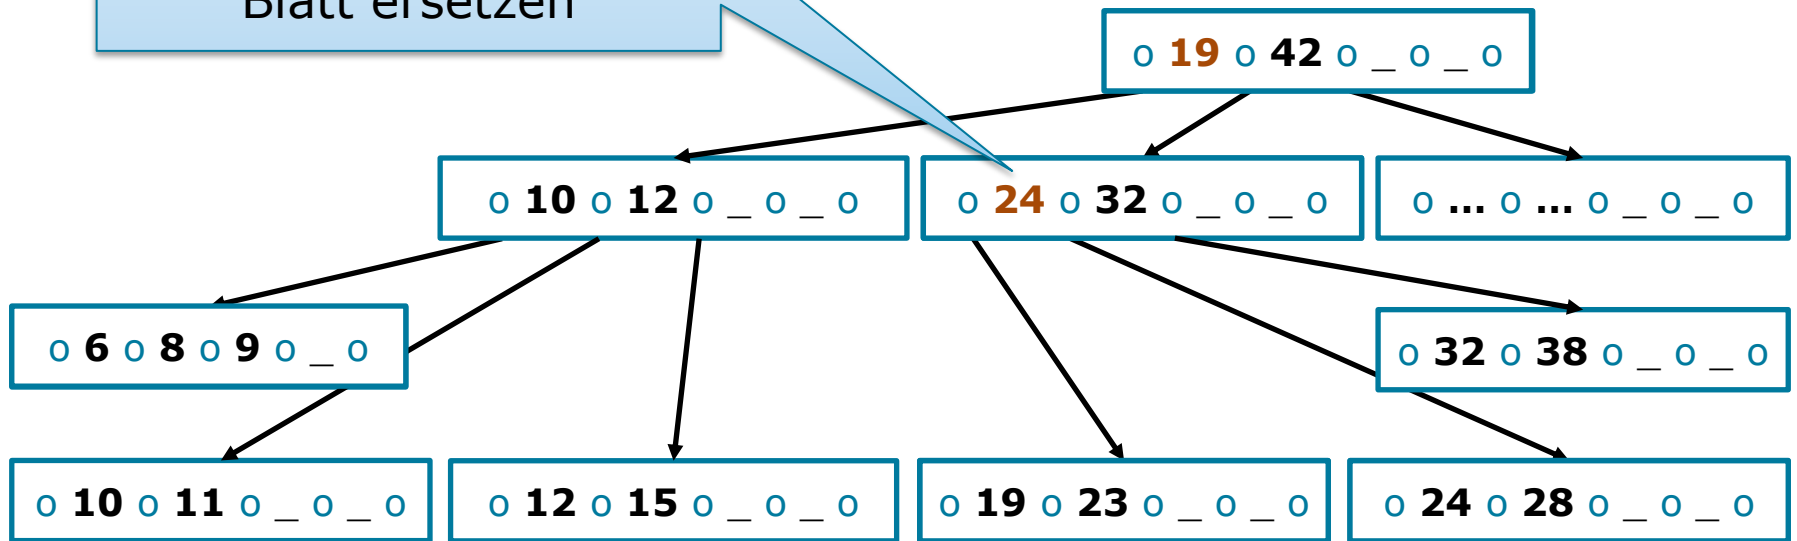 Blatt ersetzen
o 19 o 42 o _ o _ o
o 10 o 12 o _ o _ o
o 24 o 32 o _ o _ o
o ... o ... o _ o _ o
o 6 o 8 o 9 o _ o
o 32 o 38 o _ o _ o
o 10 o 11 o _ o _ o
o 12 o 15 o _ o _ o
o 19 o 23 o _ o _ o
o 24 o 28 o _ o _ o